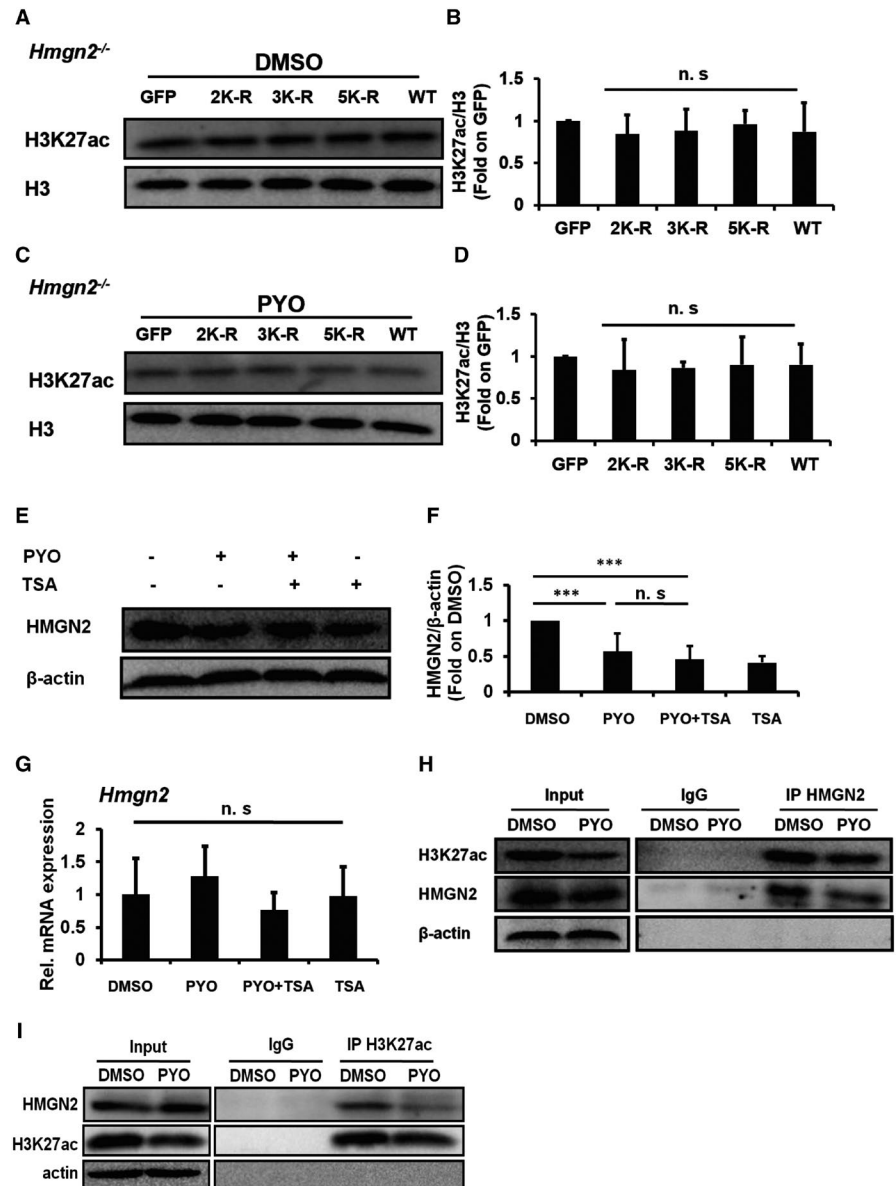 A
Hmgn2-/-
DMSO
GFP 2K-R 3K-R 5K-R WT
H3K27ac
H3
B
n. s
1.5
1
0.5
0
H3K27ac/H3
(Fold on GFP)
GFP 2K-R 3K-R 5K-R WT
C
Hmgn2-/-
PYO
GFP 2K-R 3K-R 5K-R WT
H3K27ac
H3
D
n. s
1.5
1
0.5
0
H3K27ac/H3
(Fold on GFP)
GFP 2K-R 3K-R 5K-R WT
E
PYO - + + -
TSA - - + +
HMGN2
β-actin
F
***
*** n. s
1.5
1
0.5
0
HMGN2/β-actin
(Fold on DMSO)
DMSO PYO PYO+TSA TSA
G
Hmgn2
n. s
2
1.5
1
0.5
0
Rel. mRNA expression
DMSO PYO PYO+TSA TSA
H
Input IgG IP HMGN2
DMSO PYO DMSO PYO DMSO PYO
H3K27ac
HMGN2
β-actin
I
Input IgG IP H3K27ac
DMSO PYO DMSO PYO DMSO PYO
HMGN2
H3K27ac
actin